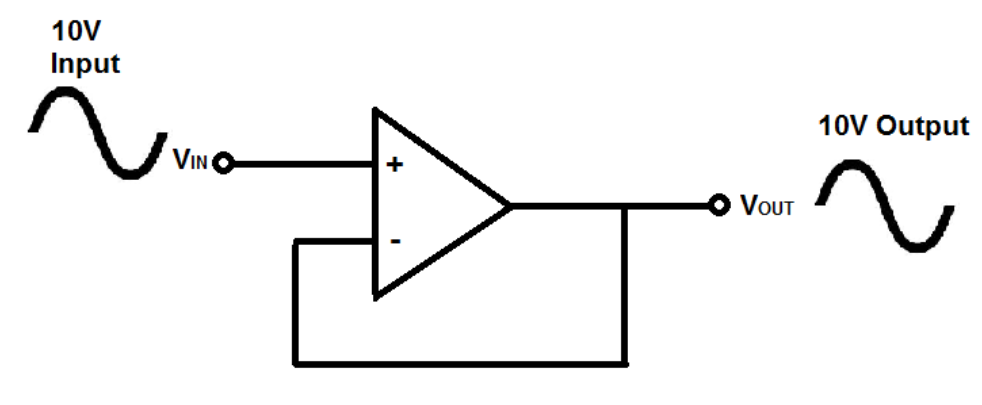 10V
Input
VIN
+
-
VOUT
10V Output